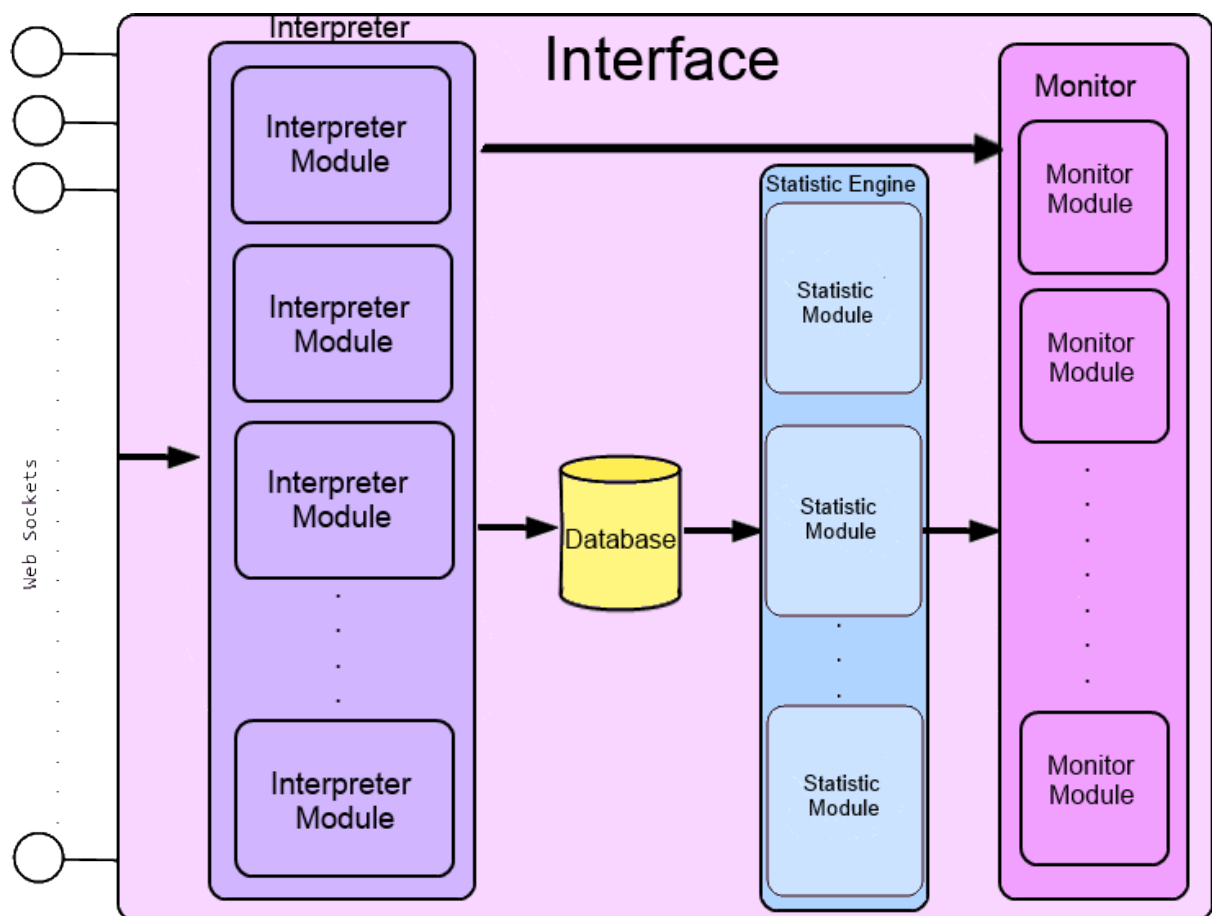 Interpreter
Interface
Interpreter
Module
Interpreter
Module
Interpreter
Module
Interpreter
Module
Web Sockets
Database
Statistic Engine
Statistic
Module
Statistic
Module
Statistic
Module
Monitor
Monitor
Module
Monitor
Module
Monitor
Module